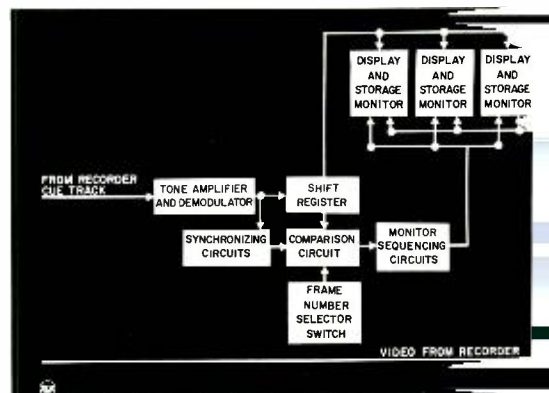 DISPLAY
AND
STORAGE
MONITOR
DISPLAY
AND
STORAGE
MONITOR
DISPLAY
AND
STORAGE
MONITOR
FROM RECORDER
CUE TRACK
TONE AMPLIFIER
AND DEMODULATOR
SHIFT
REGISTER
SYNCHRONIZING
CIRCUITS
COMPARISON
CIRCUIT
MONITOR
SEQUENCING
CIRCUITS
FRAME
NUMBER
SELECTOR
SWITCH
VIDEO FROM RECORDER